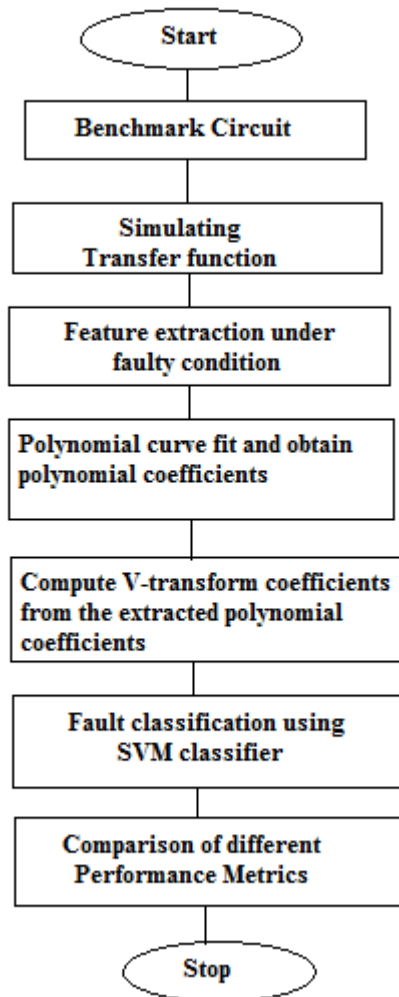 Start
Benchmark Circuit
Simulating
Transfer function
Feature extraction under
faulty condition
Polynomial curve fit and obtain
polynomial coefficients
Compute V-transform coefficients
from the extracted polynomial
coefficients
Fault classification using
SVM classifier
Comparison of different
Performance Metrics
Stop